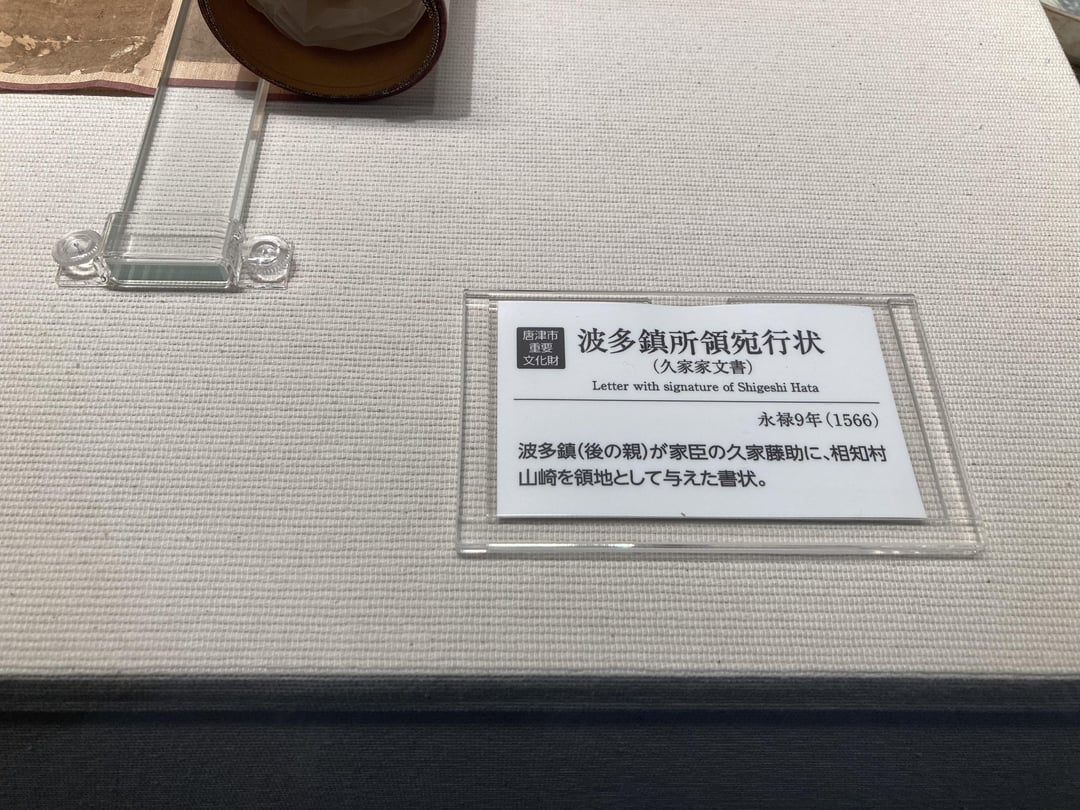 唐津市
重要
文化財
波多鎮所領宛行状
（久家家文書）
Letter with signature of Shigeshi Hata
永禄9年（1566）
波多鎮（後の親）が家臣の久家藤助に、相知村
山崎を領地として与えた書状。